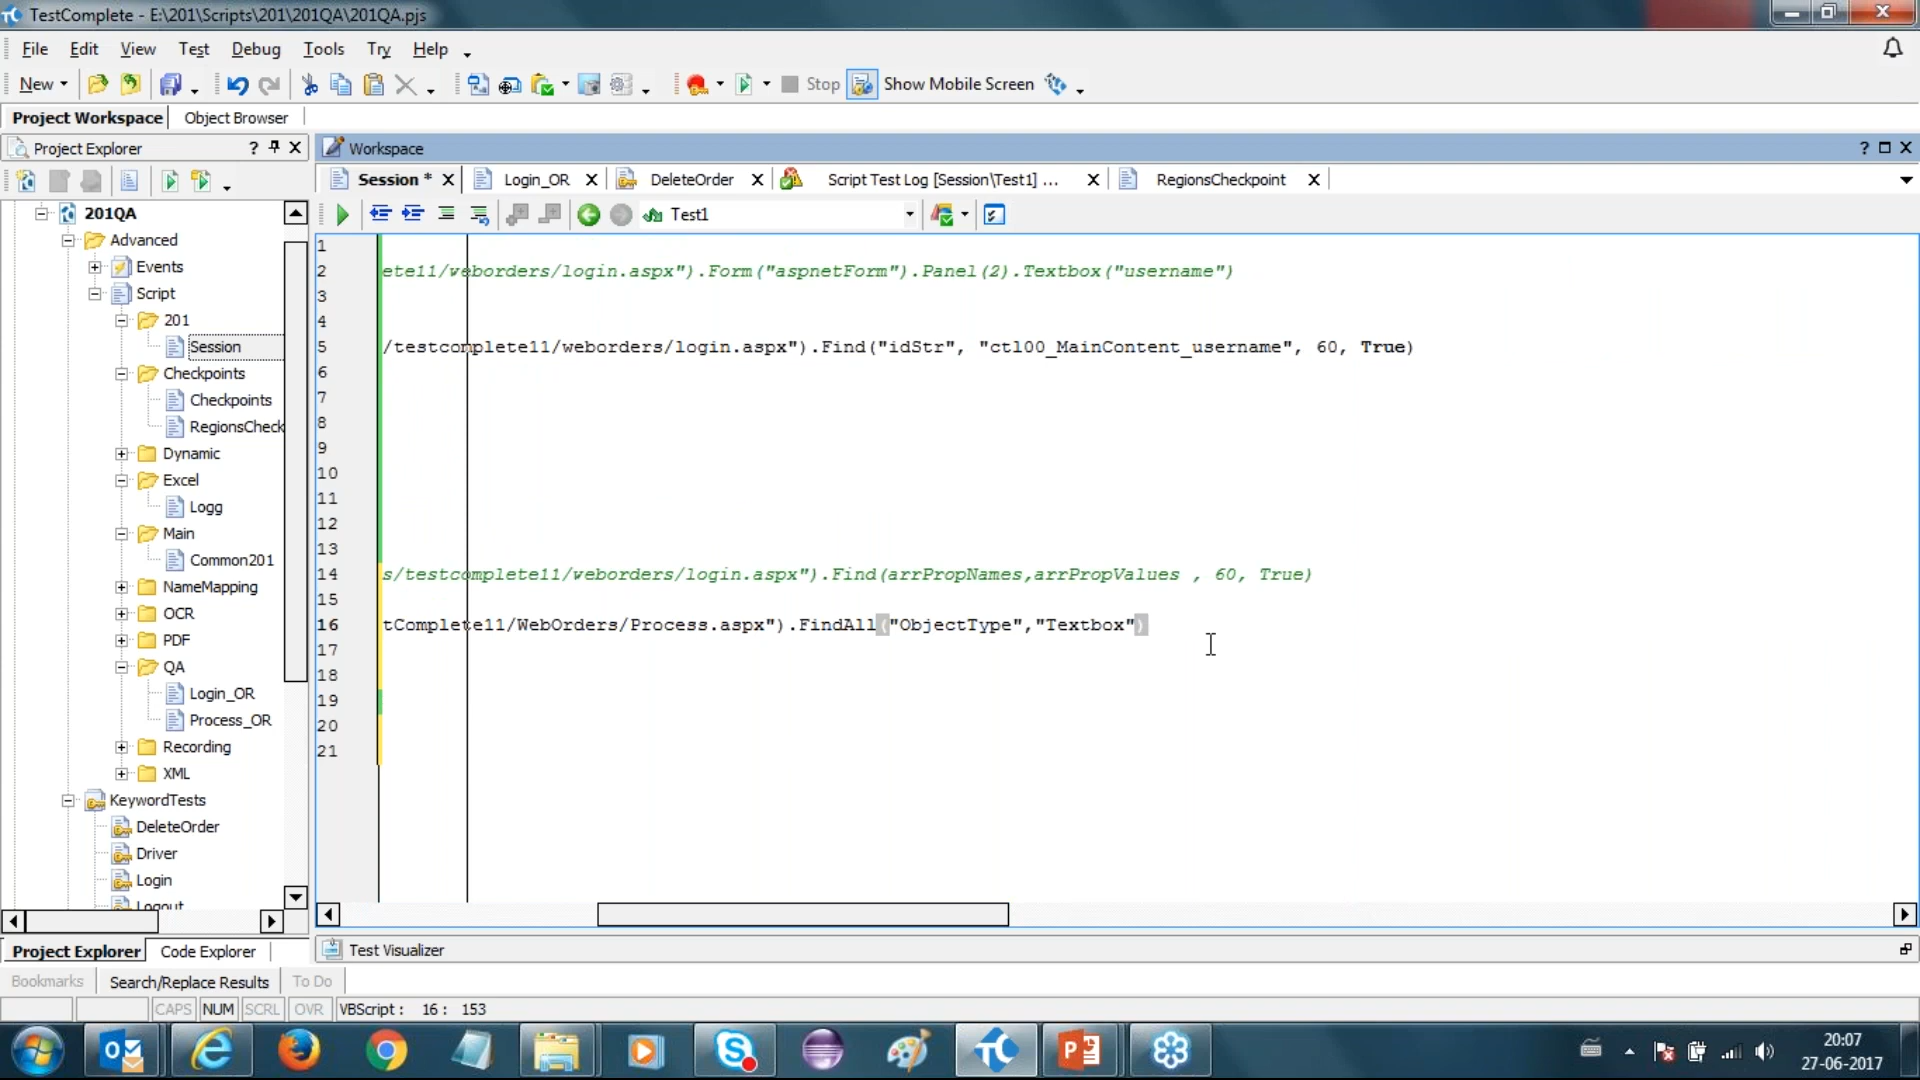 TestComplete - E:\201\Scripts\201\201QA\201QA.pjs
File Edit View Test Debug Tools Try Help
New Stop Show Mobile Screen
Project Workspace Object Browser
Project Explorer ? Workspace ?
Session * Login_OR DeleteOrder Script Test Log [Session\Test1] ... RegionsCheckpoint
Test1
201QA
Advanced
Events
Script
201
Session
Checkpoints
Checkpoints
RegionsCheck
Dynamic
Excel
Logg
Main
Common201
NameMapping
OCR
PDF
QA
Login_OR
Process_OR
Recording
XML
KeywordTests
DeleteOrder
Driver
Login
Logout
1
2 ete11/weborders/login.aspx").Form("aspnetForm").Panel(2).Textbox("username")
3
4
5 /testcomplete11/weborders/login.aspx").Find("idStr", "ctl00_MainContent_username", 60, True)
6
7
8
9
10
11
12
13
14 s/testcomplete11/weborders/login.aspx").Find(arrPropNames,arrPropValues , 60, True)
15
16 tComplete11/WebOrders/Process.aspx").FindAll("ObjectType","Textbox")
17
18
19
20
21
Project Explorer Code Explorer Test Visualizer
Bookmarks Search/Replace Results To Do
CAPS NUM SCRL OVR VBScript : 16 : 153
20:07
27-06-2017